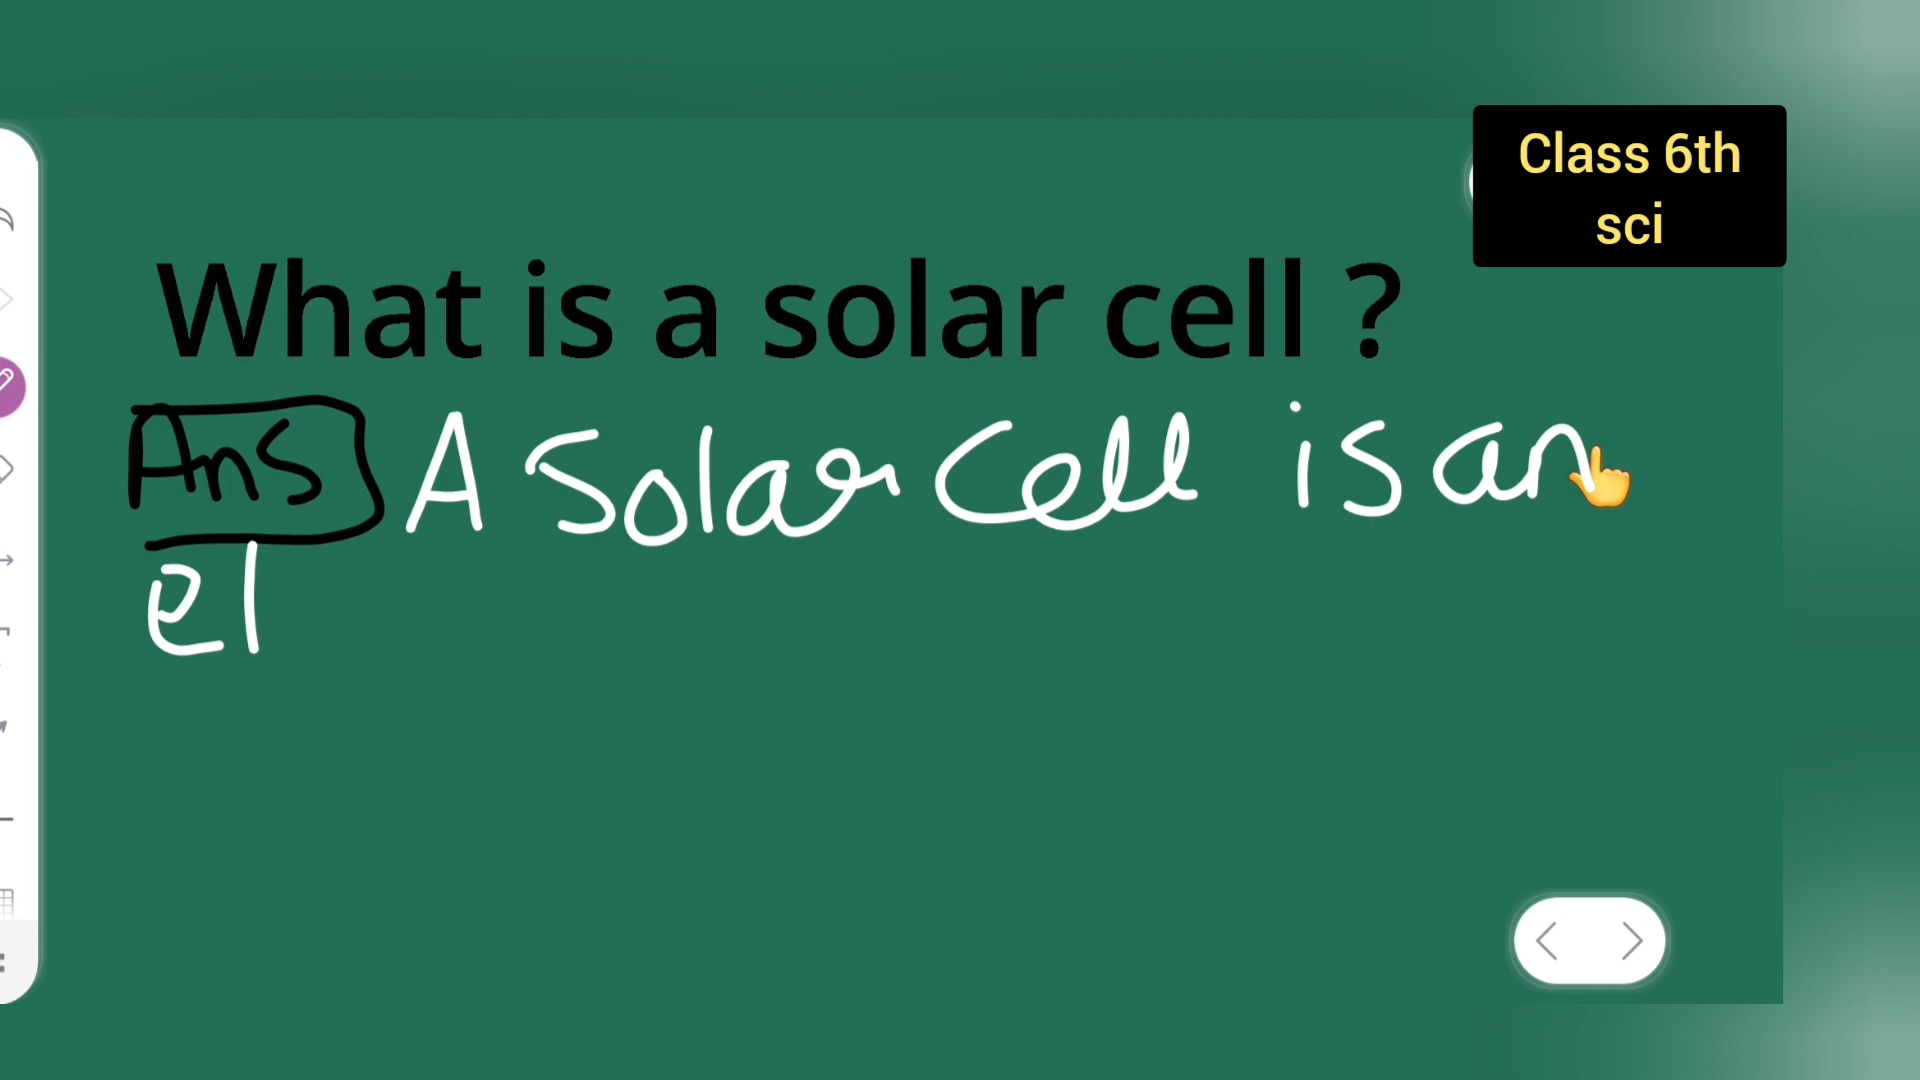 Class 6th
sci
What is a solar cell ?
Ans A Solar Cell is an
el